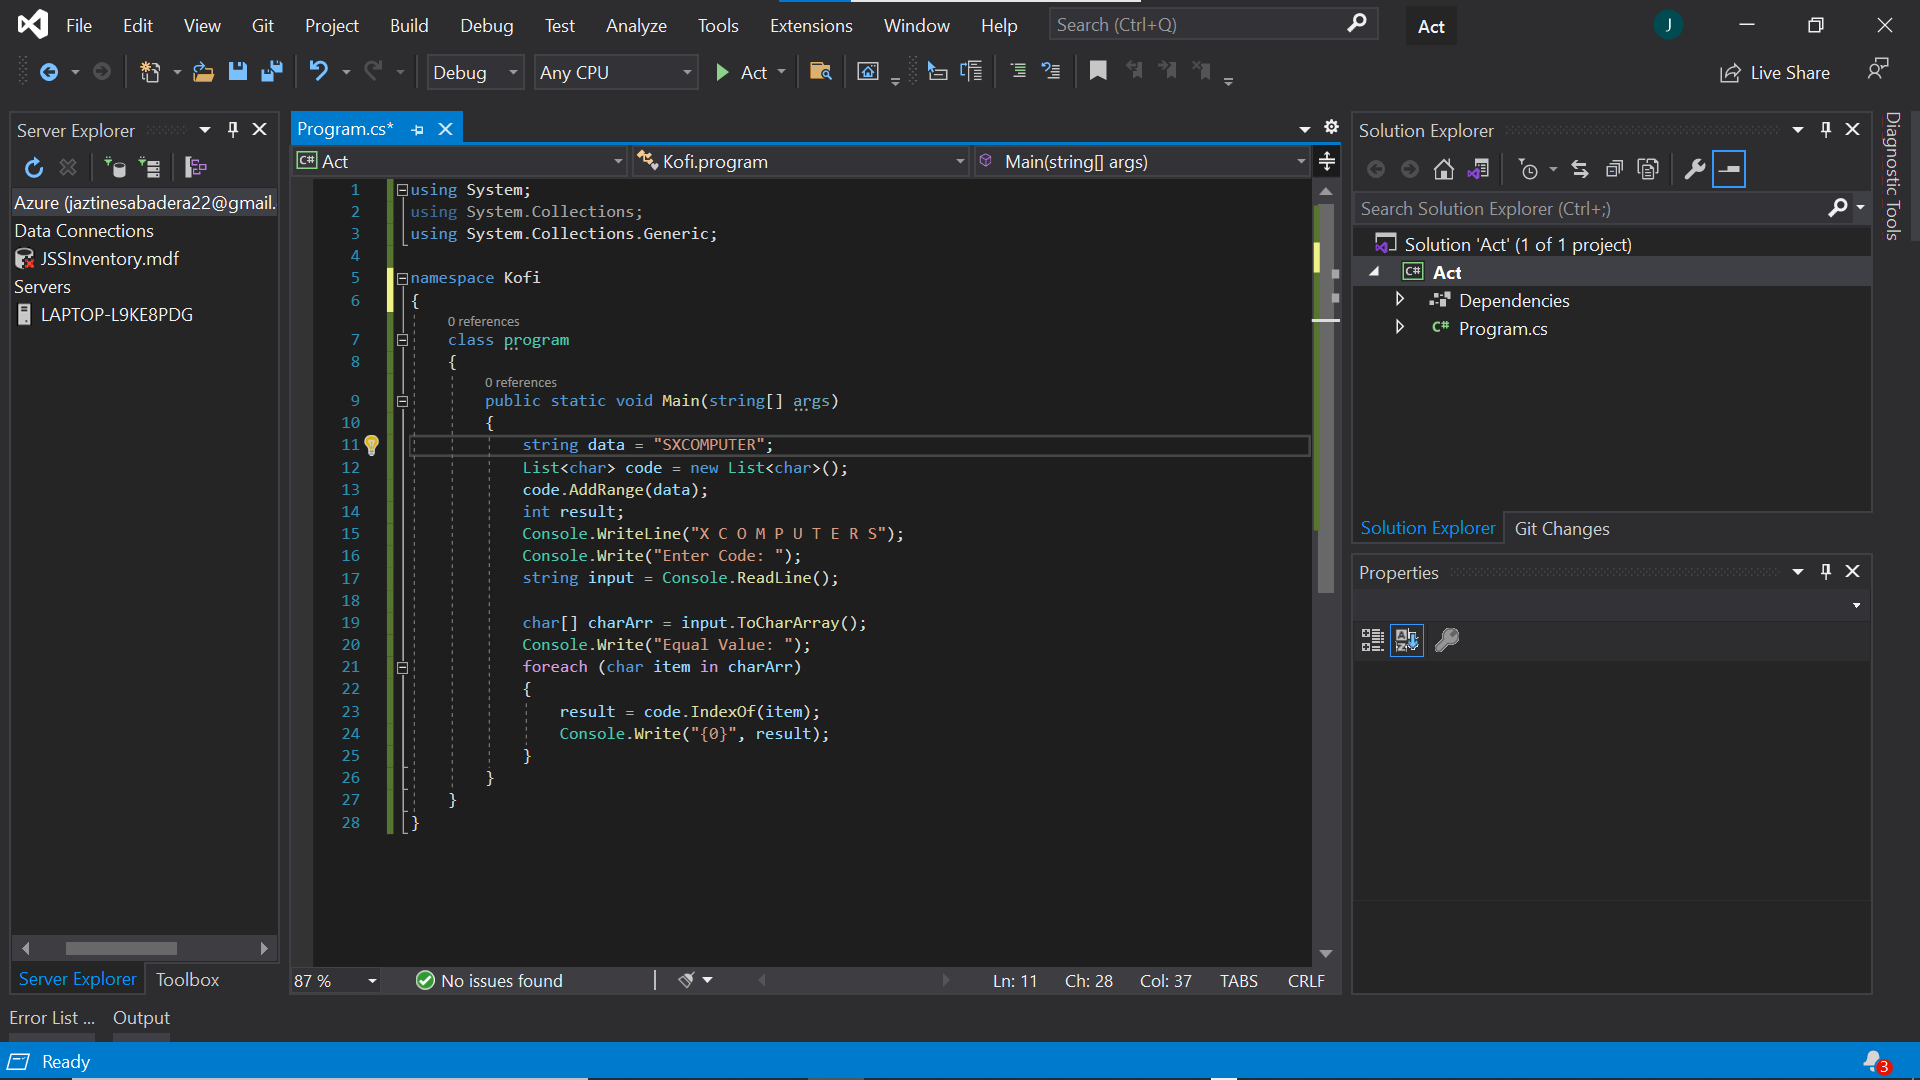 File Edit View Git Project Build Debug Test Analyze Tools Extensions Window Help Search (Ctrl+Q) Act J
Debug Any CPU Act Live Share
Server Explorer
Azure (jaztinesabadera22@gmail.
Data Connections
JSSInventory.mdf
Servers
LAPTOP-L9KE8PDG
Server Explorer Toolbox
Program.cs*
C# Act Kofi.program Main(string[] args)
1 using System;
2 using System.Collections;
3 using System.Collections.Generic;
4
5 namespace Kofi
6 {
0 references
7 class program
8 {
0 references
9 public static void Main(string[] args)
10 {
11 string data = "SXCOMPUTER";
12 List<char> code = new List<char>();
13 code.AddRange(data);
14 int result;
15 Console.WriteLine("X C O M P U T E R S");
16 Console.Write("Enter Code: ");
17 string input = Console.ReadLine();
18
19 char[] charArr = input.ToCharArray();
20 Console.Write("Equal Value: ");
21 foreach (char item in charArr)
22 {
23 result = code.IndexOf(item);
24 Console.Write("{0}", result);
25 }
26 }
27 }
28 }
87 % No issues found Ln: 11 Ch: 28 Col: 37 TABS CRLF
Solution Explorer
Search Solution Explorer (Ctrl+;)
Solution 'Act' (1 of 1 project)
C# Act
Dependencies
C# Program.cs
Solution Explorer Git Changes
Properties
Diagnostic Tools
Error List ... Output
Ready 3